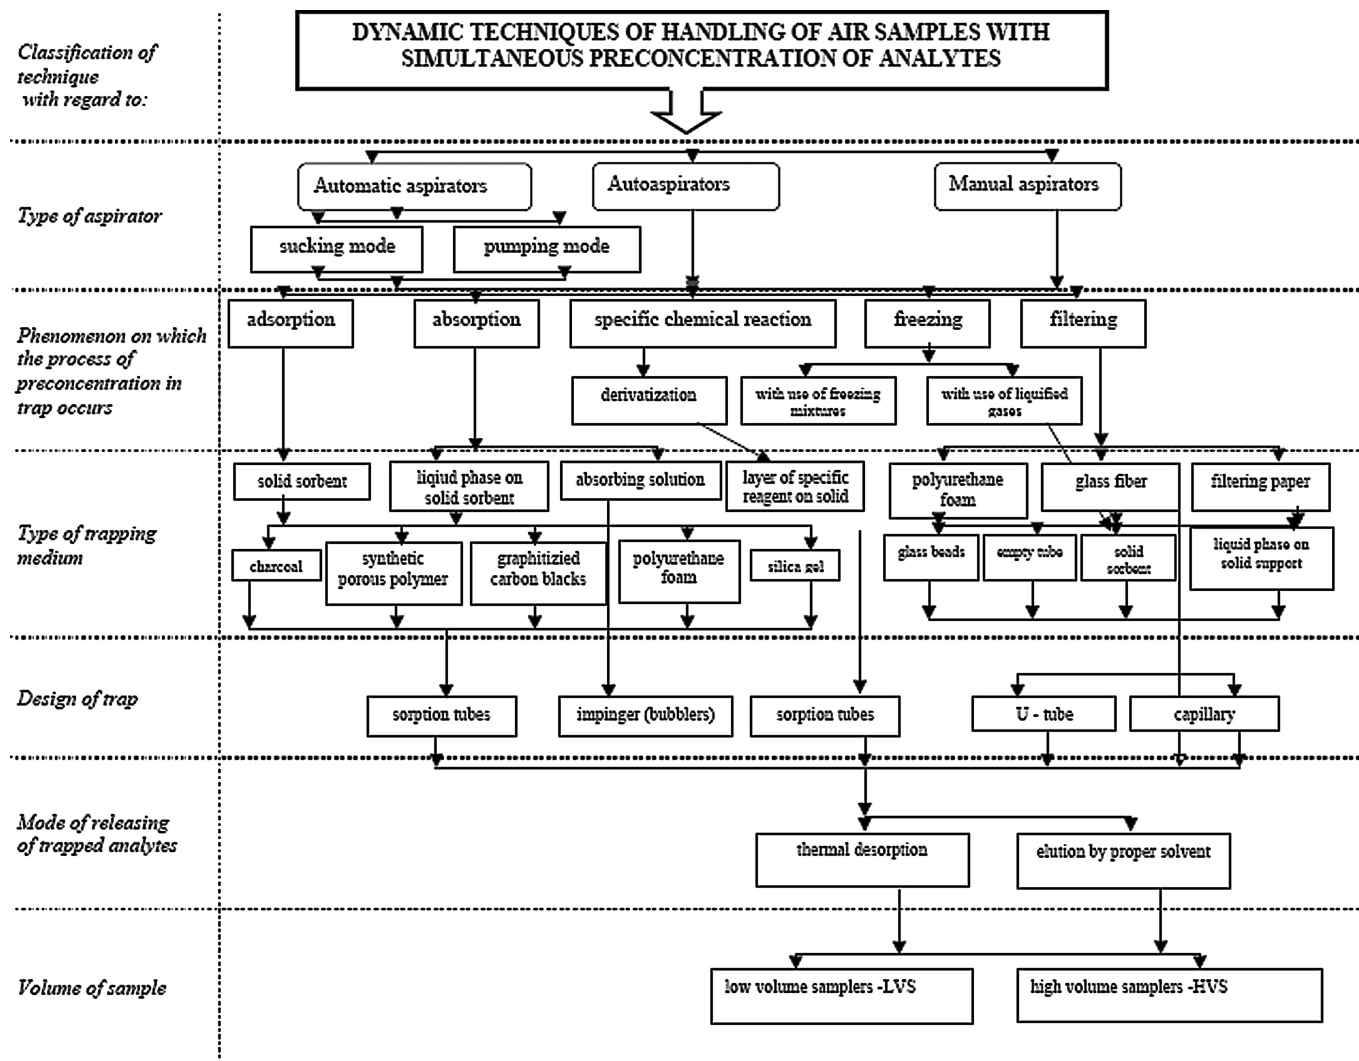 Classification of
technique
with regard to:
DYNAMIC TECHNIQUES OF HANDLING OF AIR SAMPLES WITH
SIMULTANEOUS PRECONCENTRATION OF ANALYTES
Type of aspirator
Automatic aspirators
Autoaspirators
Manual aspirators
sucking mode
pumping mode
Phenomenon on which
the process of
preconcentration in
trap occurs
adsorption
absorption
specific chemical reaction
freezing
filtering
derivatization
with use of freezing
mixtures
with use of liquified
gases
Type of trapping
medium
solid sorbent
liqiud phase on
solid sorbent
absorbing solution
layer of specific
reagent on solid
polyurethane
foam
glass fiber
filtering paper
charcoal
synthetic
porous polymer
graphitizied
carbon blacks
polyurethane
foam
silica gel
glass beads
empty tube
solid
sorbent
liquid phase on
solid support
Design of trap
sorption tubes
impinger (bubblers)
sorption tubes
U - tube
capillary
Mode of releasing
of trapped analytes
thermal desorption
elution by proper solvent
Volume of sample
low volume samplers -LVS
high volume samplers -HVS